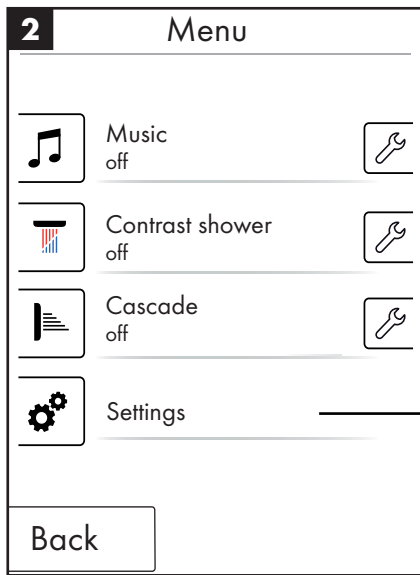 2
Menu
Music
off
Contrast shower
off
Cascade
off
Settings
Back